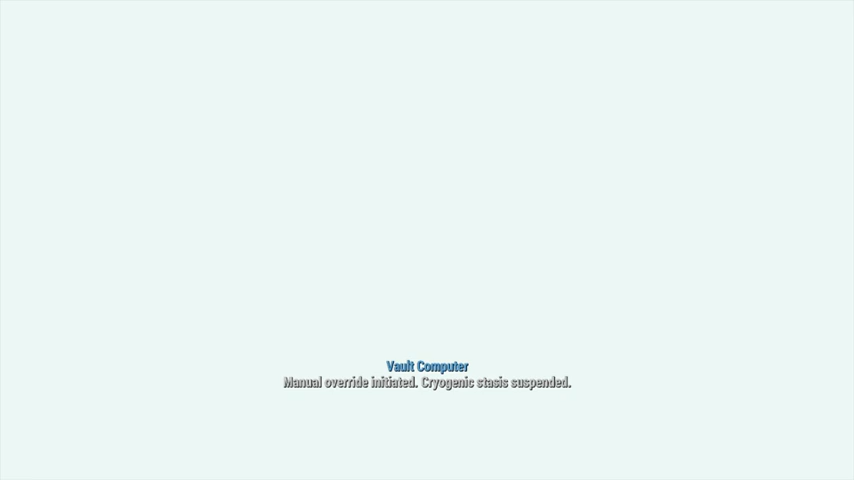 Vault Computer
Manual override initiated. Cryogenic stasis suspended.